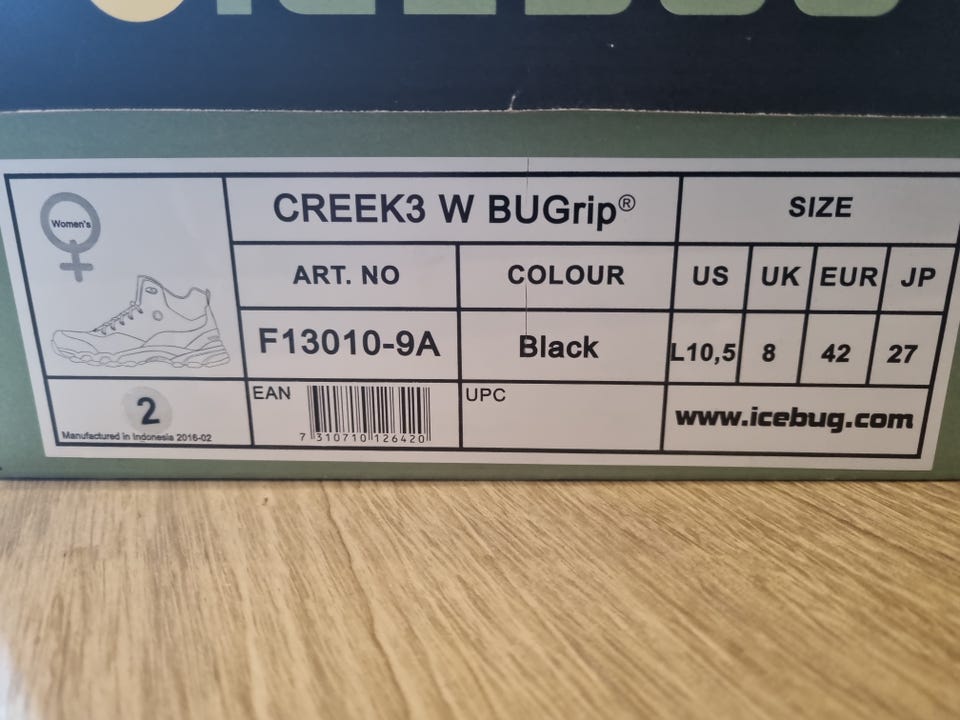 ICEBUG
Women's
CREEK3 W BUGrip®
SIZE
ART. NO
COLOUR
US
UK
EUR
JP
F13010-9A
Black
L10,5
8
42
27
2
Manufactured in Indonesia 2016-02
EAN
7 310710 126420
UPC
www.icebug.com